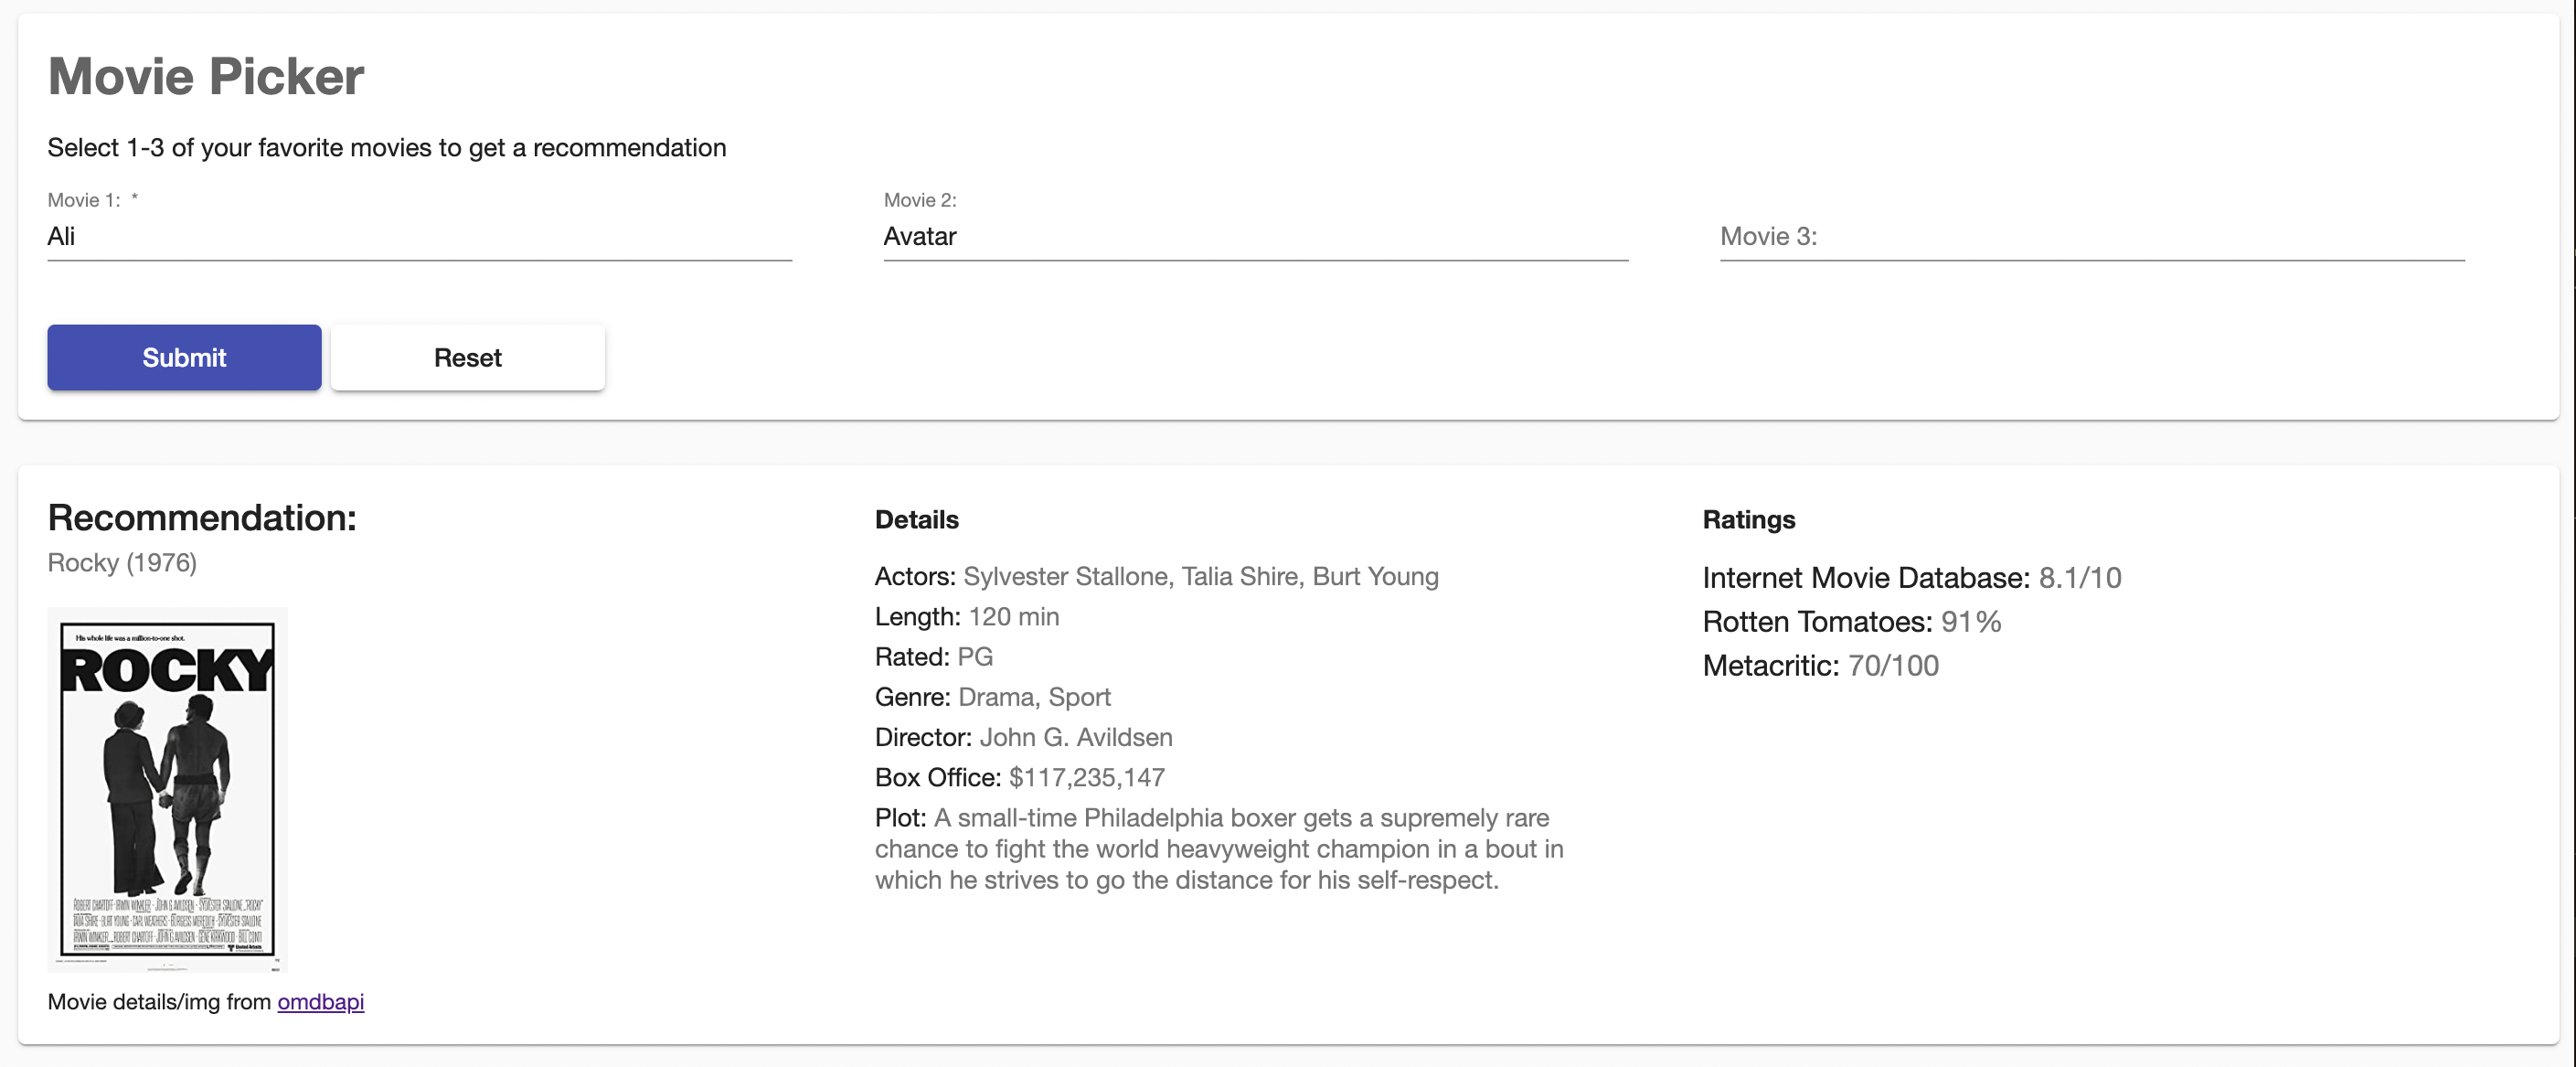 Movie Picker
Select 1-3 of your favorite movies to get a recommendation
Movie 1: *
Ali
Movie 2:
Avatar
Movie 3:
Submit
Reset
Recommendation:
Rocky (1976)
His whole life was a million-to-one shot.
ROCKY
Movie details/img from omdbapi
Details
Actors: Sylvester Stallone, Talia Shire, Burt Young
Length: 120 min
Rated: PG
Genre: Drama, Sport
Director: John G. Avildsen
Box Office: $117,235,147
Plot: A small-time Philadelphia boxer gets a supremely rare
chance to fight the world heavyweight champion in a bout in
which he strives to go the distance for his self-respect.
Ratings
Internet Movie Database: 8.1/10
Rotten Tomatoes: 91%
Metacritic: 70/100